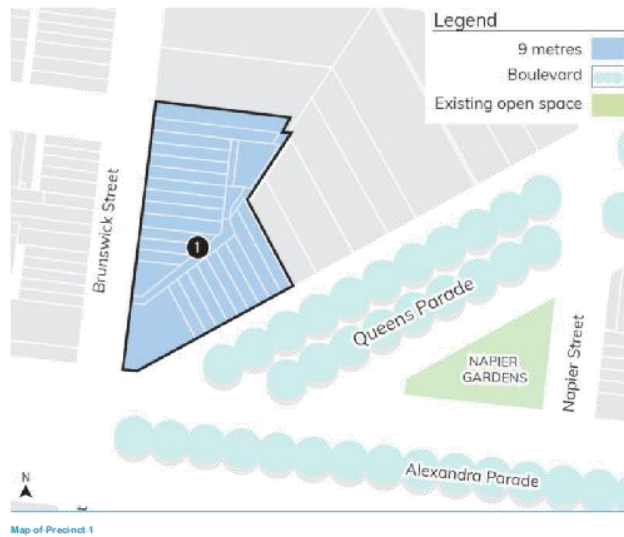 Legend
9 metres
Boulevard
Existing open space
Brunswick Street
1
Queens Parade
NAPIER
GARDENS
Napier Street
Alexandra Parade
N
Map of Precinct 1